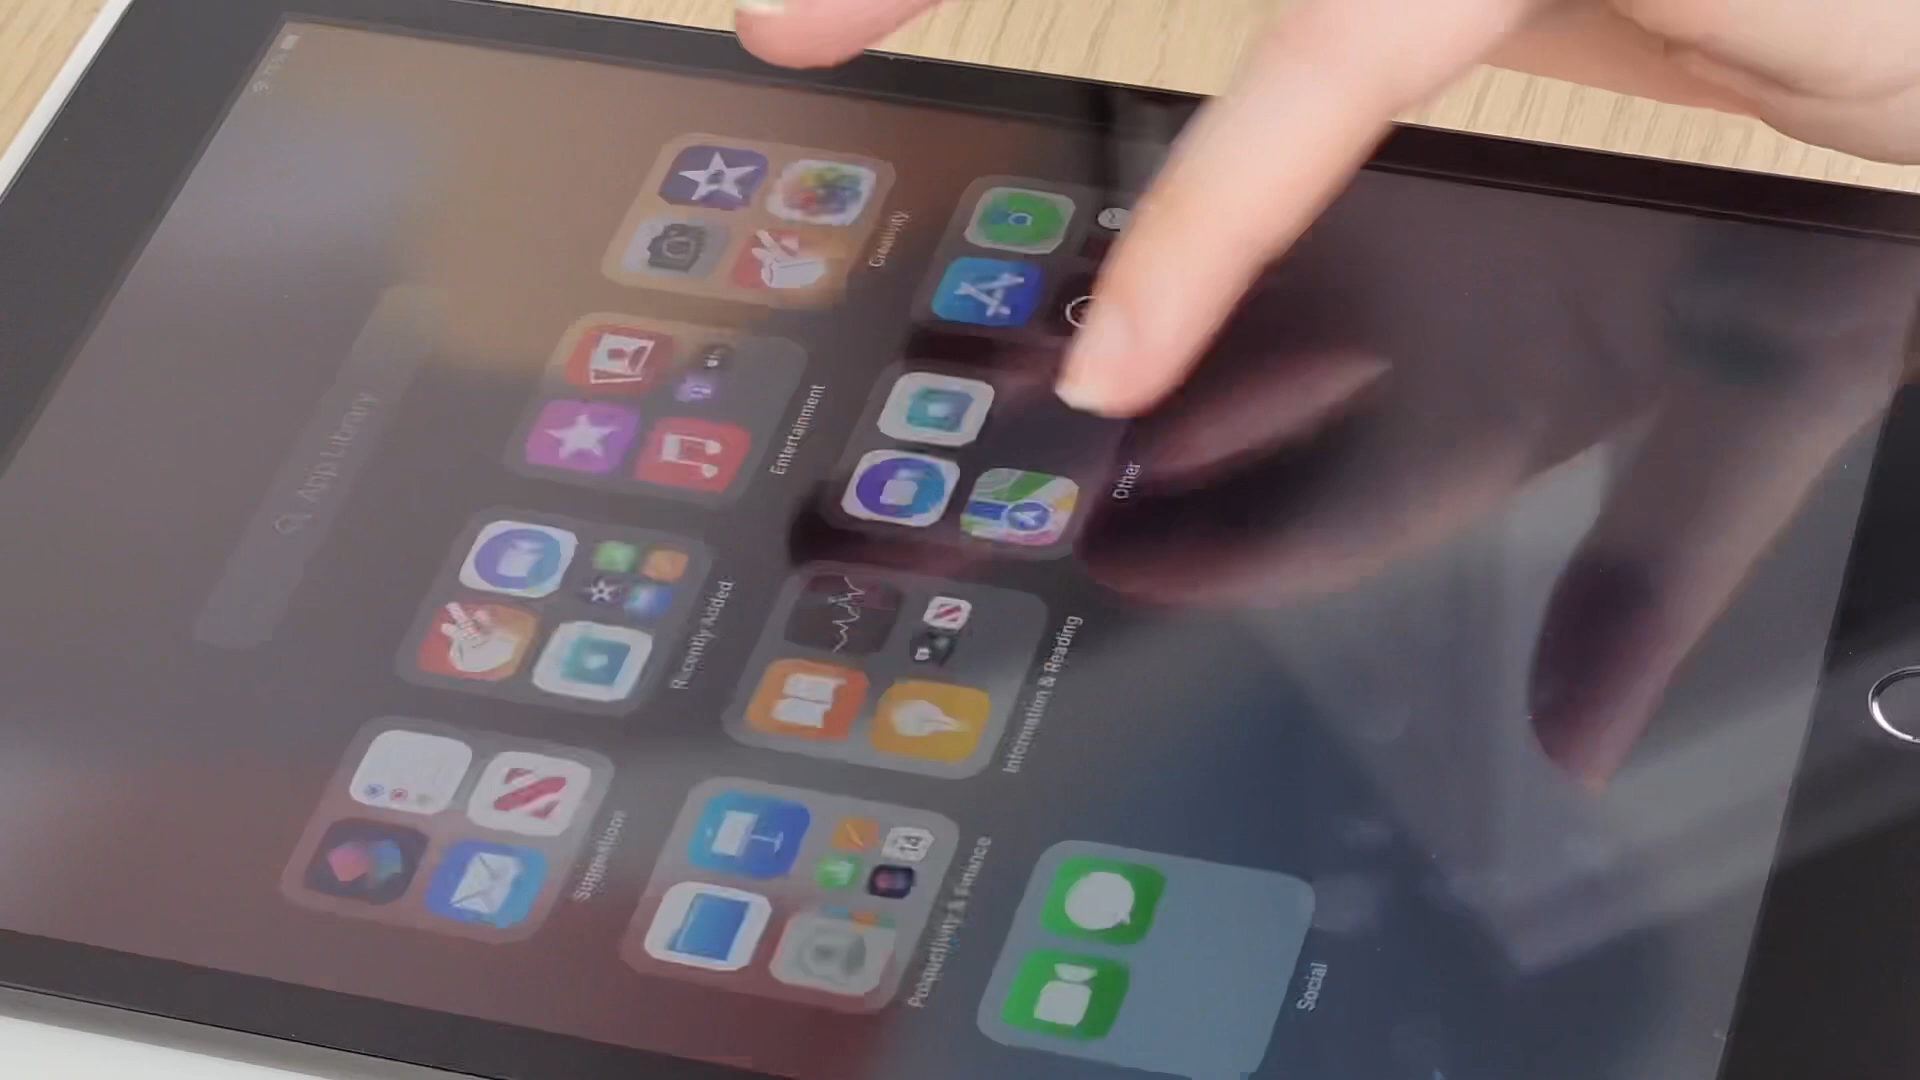 App Library
Suggestions
Recently Added
Entertainment
Creativity
Productivity & Finance
Information & Reading
Other
Social